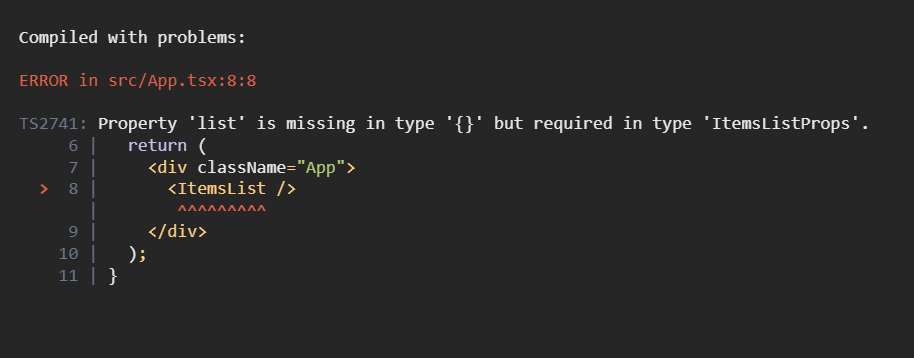 Compiled with problems:
ERROR in src/App.tsx:8:8
TS2741: Property 'list' is missing in type '{}' but required in type 'ItemsListProps'.
     6 |   return (
     7 |     <div className="App">
  >  8 |       <ItemsList />
       |        ^^^^^^^^^
     9 |     </div>
    10 |   );
    11 | }